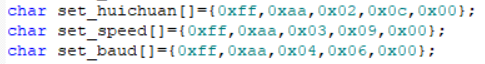 char set_huichuan[]={0xff,0xaa,0x02,0x0c,0x00};
char set_speed[]={0xff,0xaa,0x03,0x09,0x00};
char set_baud[]={0xff,0xaa,0x04,0x06,0x00};